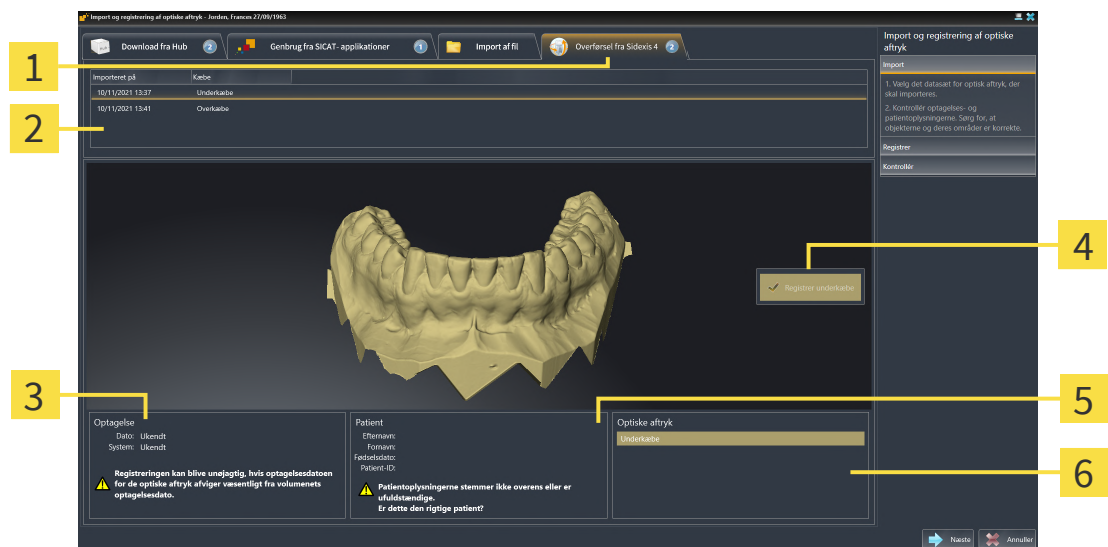 Import og registrering af optiske aftryk - Jorden, Frances 27/09/1963
Download fra Hub 2
Genbrug fra SICAT- applikationer 1
Import af fil
Overførsel fra Sidexis 4 2
Importeret på Kæbe
10/11/2021 13:37 Underkæbe
10/11/2021 13:41 Overkæbe
Import og registrering af optiske
aftryk
Import
1. Vælg det datasæt for optisk aftryk, der
skal importeres.
2. Kontrollér optagelses- og
patientoplysningerne. Sørg for, at
objekterne og deres områder er korrekte.
Registrer
Kontrollér
Registrer underkæbe
Optagelse
Dato: Ukendt
System: Ukendt
Registreringen kan blive unøjagtig, hvis optagelsesdatoen
for de optiske aftryk afviger væsentligt fra volumenets
optagelsesdato.
Patient
Efternavn:
Fornavn:
Fødselsdato:
Patient-ID:
Patientoplysningerne stemmer ikke overens eller er
ufuldstændige.
Er dette den rigtige patient?
Optiske aftryk
Underkæbe
Næste
Annuller
1
2
3
4
5
6